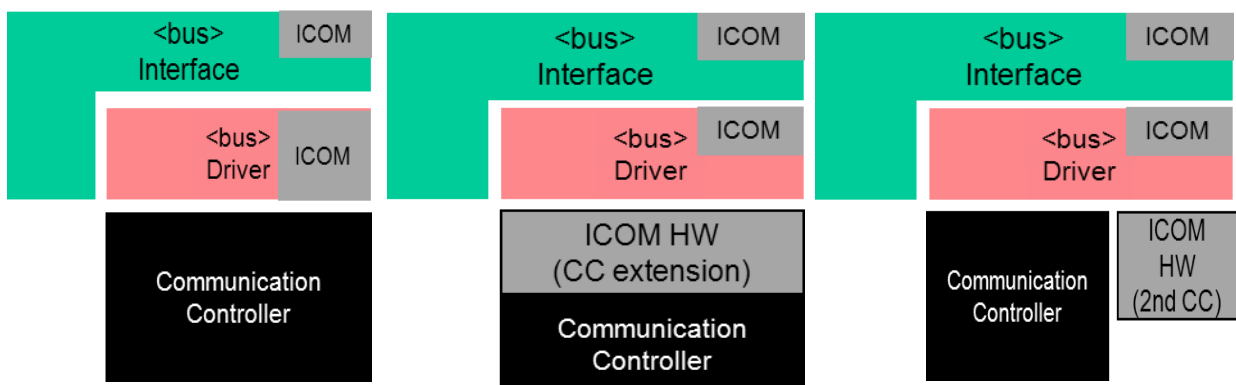 <bus>
Interface
ICOM
<bus>
Driver
ICOM
Communication
Controller
<bus>
Interface
ICOM
<bus>
Driver
ICOM
ICOM HW
(CC extension)
Communication
Controller
<bus>
Interface
ICOM
<bus>
Driver
ICOM
Communication
Controller
ICOM
HW
(2nd CC)